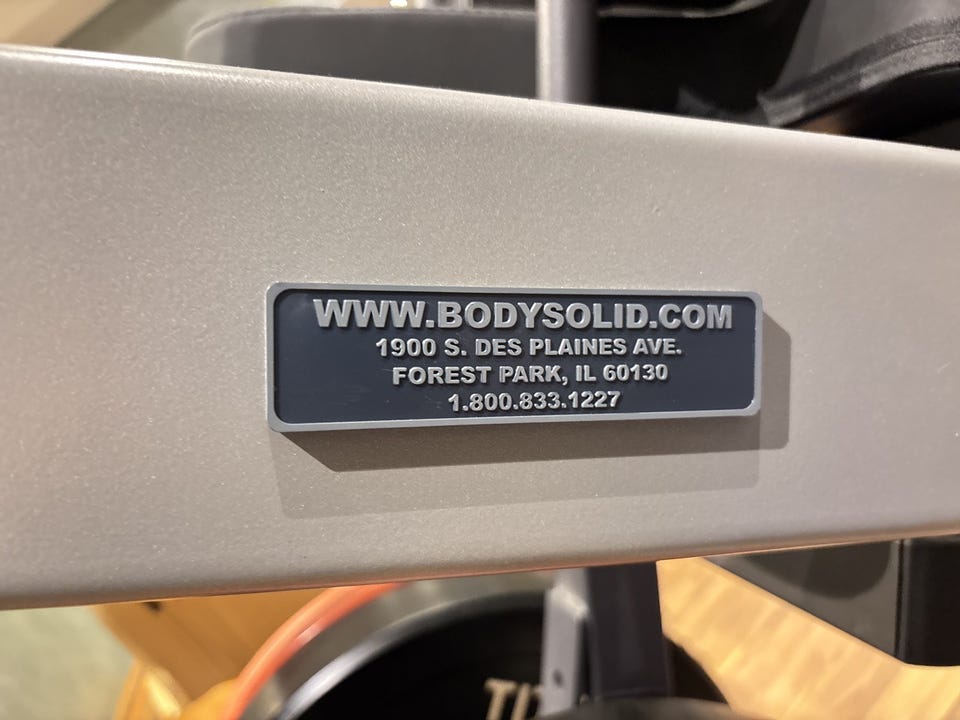 WWW.BODYSOLID.COM
1900 S. DES PLAINES AVE.
FOREST PARK, IL 60130
1.800.833.1227